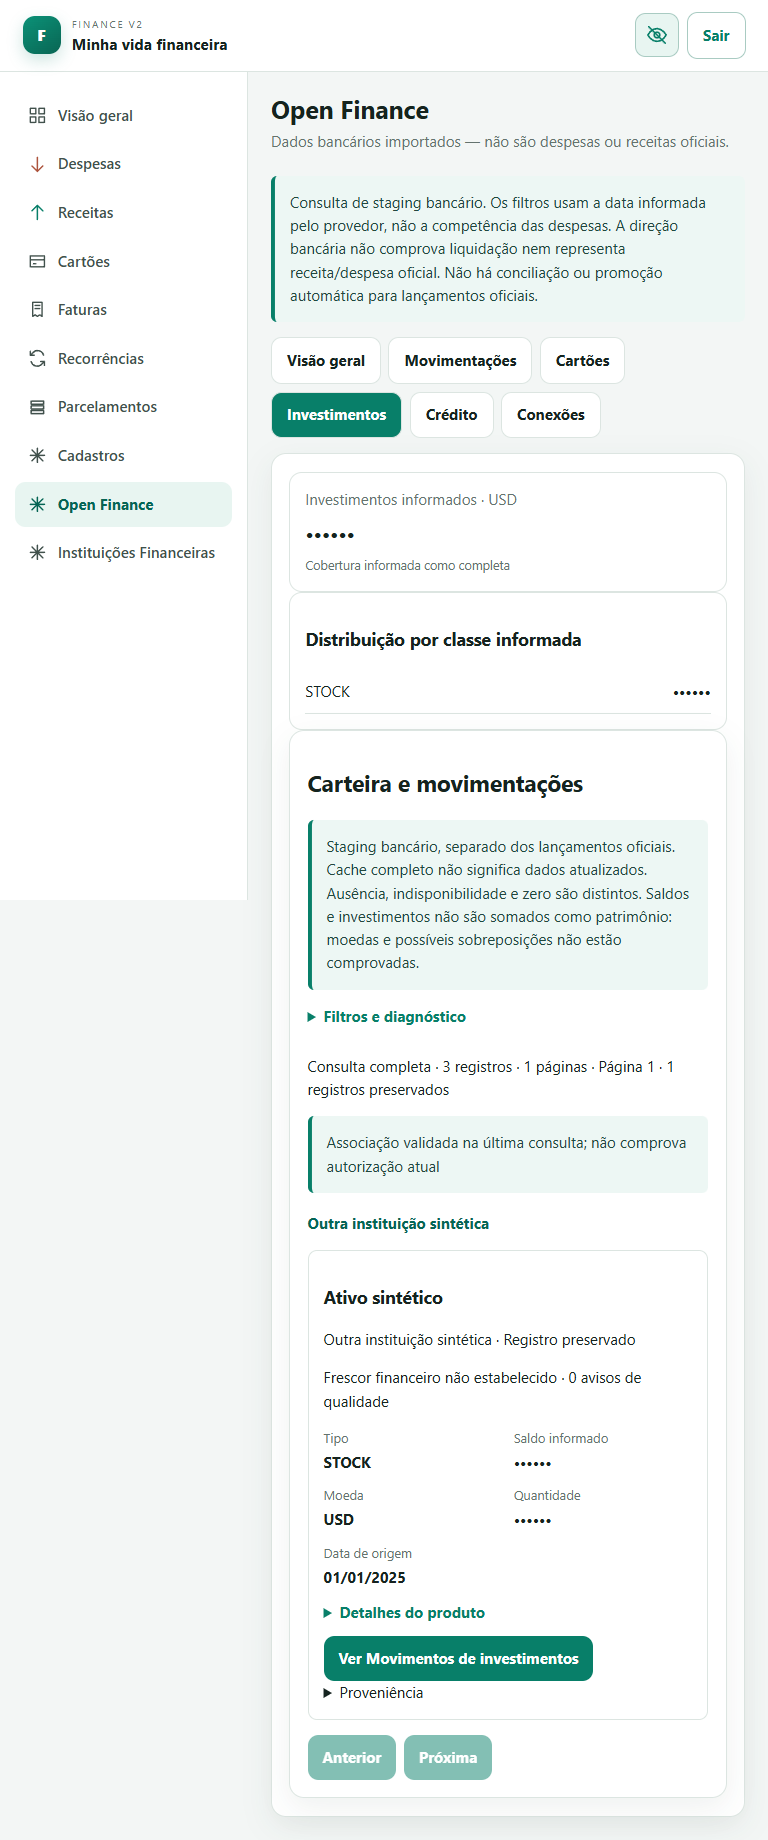 F
FINANCE V2
Minha vida financeira
Sair
Visão geral
Despesas
Receitas
Cartões
Faturas
Recorrências
Parcelamentos
Cadastros
Open Finance
Instituições Financeiras
Open Finance
Dados bancários importados — não são despesas ou receitas oficiais.
Consulta de staging bancário. Os filtros usam a data informada
pelo provedor, não a competência das despesas. A direção
bancária não comprova liquidação nem representa
receita/despesa oficial. Não há conciliação ou promoção
automática para lançamentos oficiais.
Visão geral
Movimentações
Cartões
Investimentos
Crédito
Conexões
Investimentos informados · USD
••••••
Cobertura informada como completa
Distribuição por classe informada
STOCK ••••••
Carteira e movimentações
Staging bancário, separado dos lançamentos oficiais.
Cache completo não significa dados atualizados.
Ausência, indisponibilidade e zero são distintos. Saldos
e investimentos não são somados como patrimônio:
moedas e possíveis sobreposições não estão
comprovadas.
Filtros e diagnóstico
Consulta completa · 3 registros · 1 páginas · Página 1 · 1
registros preservados
Associação validada na última consulta; não comprova
autorização atual
Outra instituição sintética
Ativo sintético
Outra instituição sintética · Registro preservado
Frescor financeiro não estabelecido · 0 avisos de
qualidade
Tipo
STOCK
Saldo informado
••••••
Moeda
USD
Quantidade
••••••
Data de origem
01/01/2025
Detalhes do produto
Ver Movimentos de investimentos
Proveniência
Anterior
Próxima